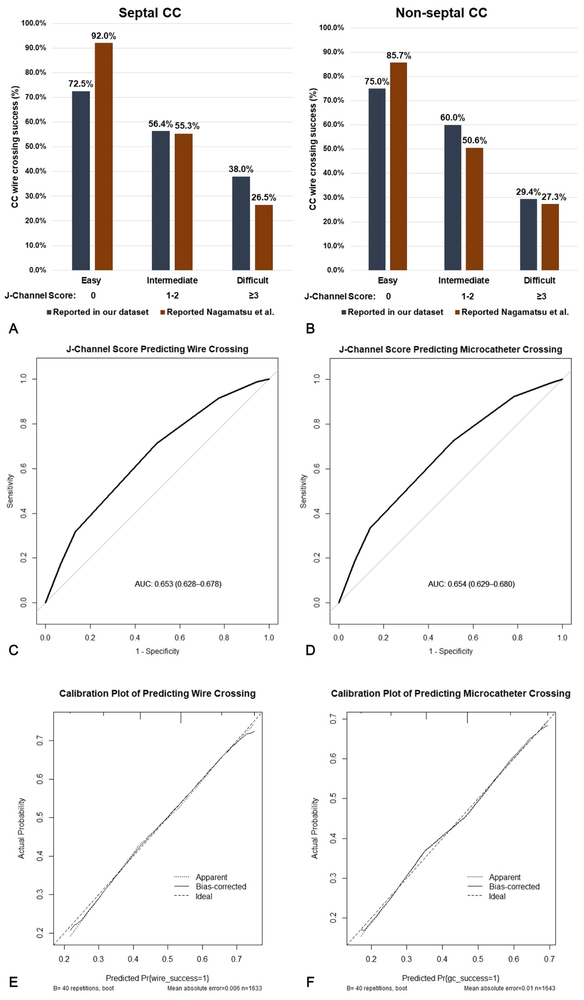 Septal CC
100.0%
90.0%
80.0%
70.0%
60.0%
50.0%
40.0%
30.0%
20.0%
10.0%
0.0%
CC wire crossing success (%)
72.5%
92.0%
56.4%
55.3%
38.0%
26.5%
Easy Intermediate Difficult
J-Channel Score: 0 1-2 ≥3
Reported in our dataset Reported Nagamatsu et al.
A
Non-septal CC
100.0%
90.0%
80.0%
70.0%
60.0%
50.0%
40.0%
30.0%
20.0%
10.0%
0.0%
CC wire crossing success (%)
75.0%
85.7%
60.0%
50.6%
29.4%
27.3%
Easy Intermediate Difficult
J-Channel Score: 0 1-2 ≥3
Reported in our dataset Reported Nagamatsu et al.
B
J-Channel Score Predicting Wire Crossing
1.0
0.8
0.6
0.4
0.2
0.0
Sensitivity
AUC: 0.653 (0.628–0.678)
0.0 0.2 0.4 0.6 0.8 1.0
1 - Specificity
C
J-Channel Score Predicting Microcatheter Crossing
1.0
0.8
0.6
0.4
0.2
0.0
Sensitivity
AUC: 0.654 (0.629–0.680)
0.0 0.2 0.4 0.6 0.8 1.0
1 - Specificity
D
Calibration Plot of Predicting Wire Crossing
0.7
0.6
0.5
0.4
0.3
0.2
Actual Probability
Apparent
Bias-corrected
Ideal
0.2 0.3 0.4 0.5 0.6 0.7
Predicted Pr{wire_success=1}
B= 40 repetitions, boot Mean absolute error=0.006 n=1633
E
Calibration Plot of Predicting Microcatheter Crossing
0.7
0.6
0.5
0.4
0.3
0.2
Actual Probability
Apparent
Bias-corrected
Ideal
0.2 0.3 0.4 0.5 0.6 0.7
Predicted Pr{gc_success=1}
B= 40 repetitions, boot Mean absolute error=0.01 n=1643
F